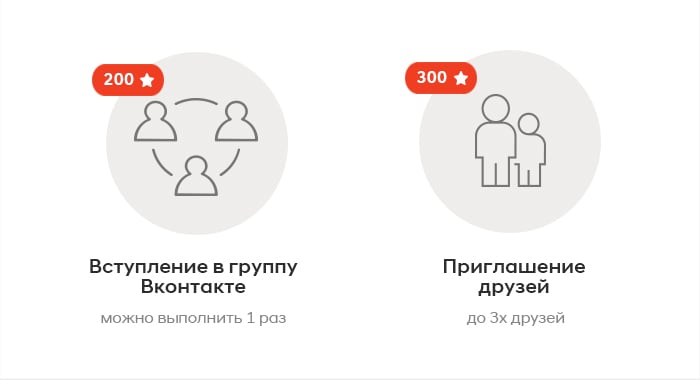 200
Вступление в группу
Вконтакте
можно выполнить 1 раз
300
Приглашение
друзей
до 3х друзей